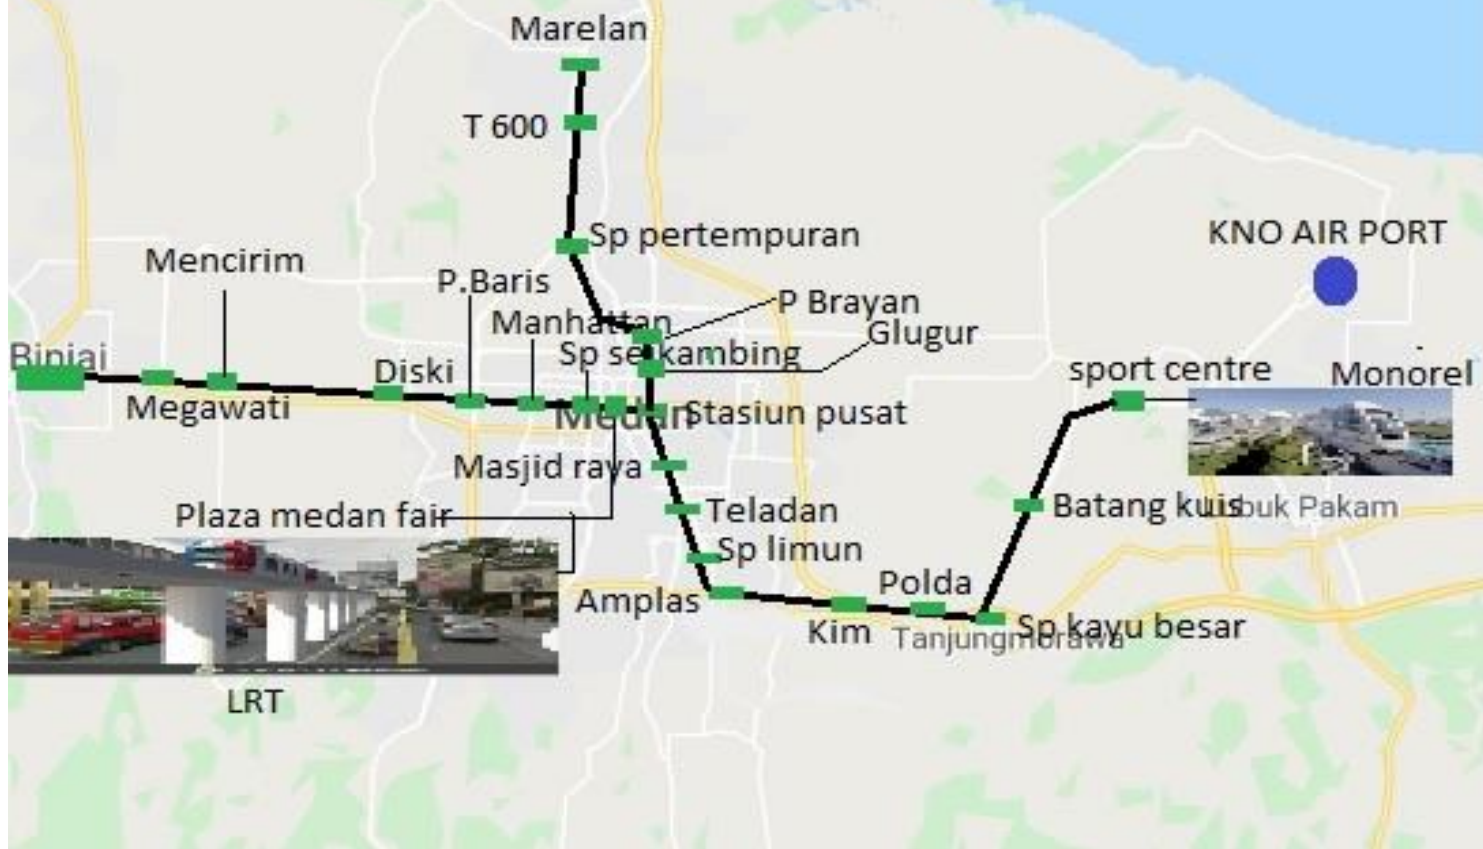 Marelan
T 600
Sp pertempuran
KNO AIR PORT
Mencirim
P.Baris
P Brayan
Manhattan
Glugur
Binjai
Sp sei kambing
Diski
sport centre
Monorel
Megawati
Medan
Stasiun pusat
Masjid raya
Plaza medan fair
Teladan
Batang kuis
Lubuk Pakam
Sp limun
Amplas
Polda
Kim
Sp kayu besar
Tanjungmorawa
LRT